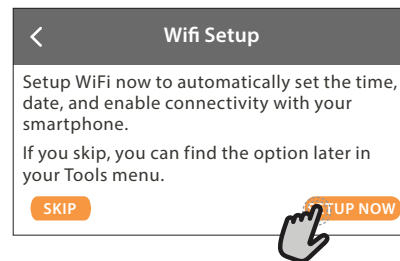 Wifi Setup
Setup WiFi now to automatically set the time,
date, and enable connectivity with your
smartphone.
If you skip, you can find the option later in
your Tools menu.
SKIP
TUP NOW